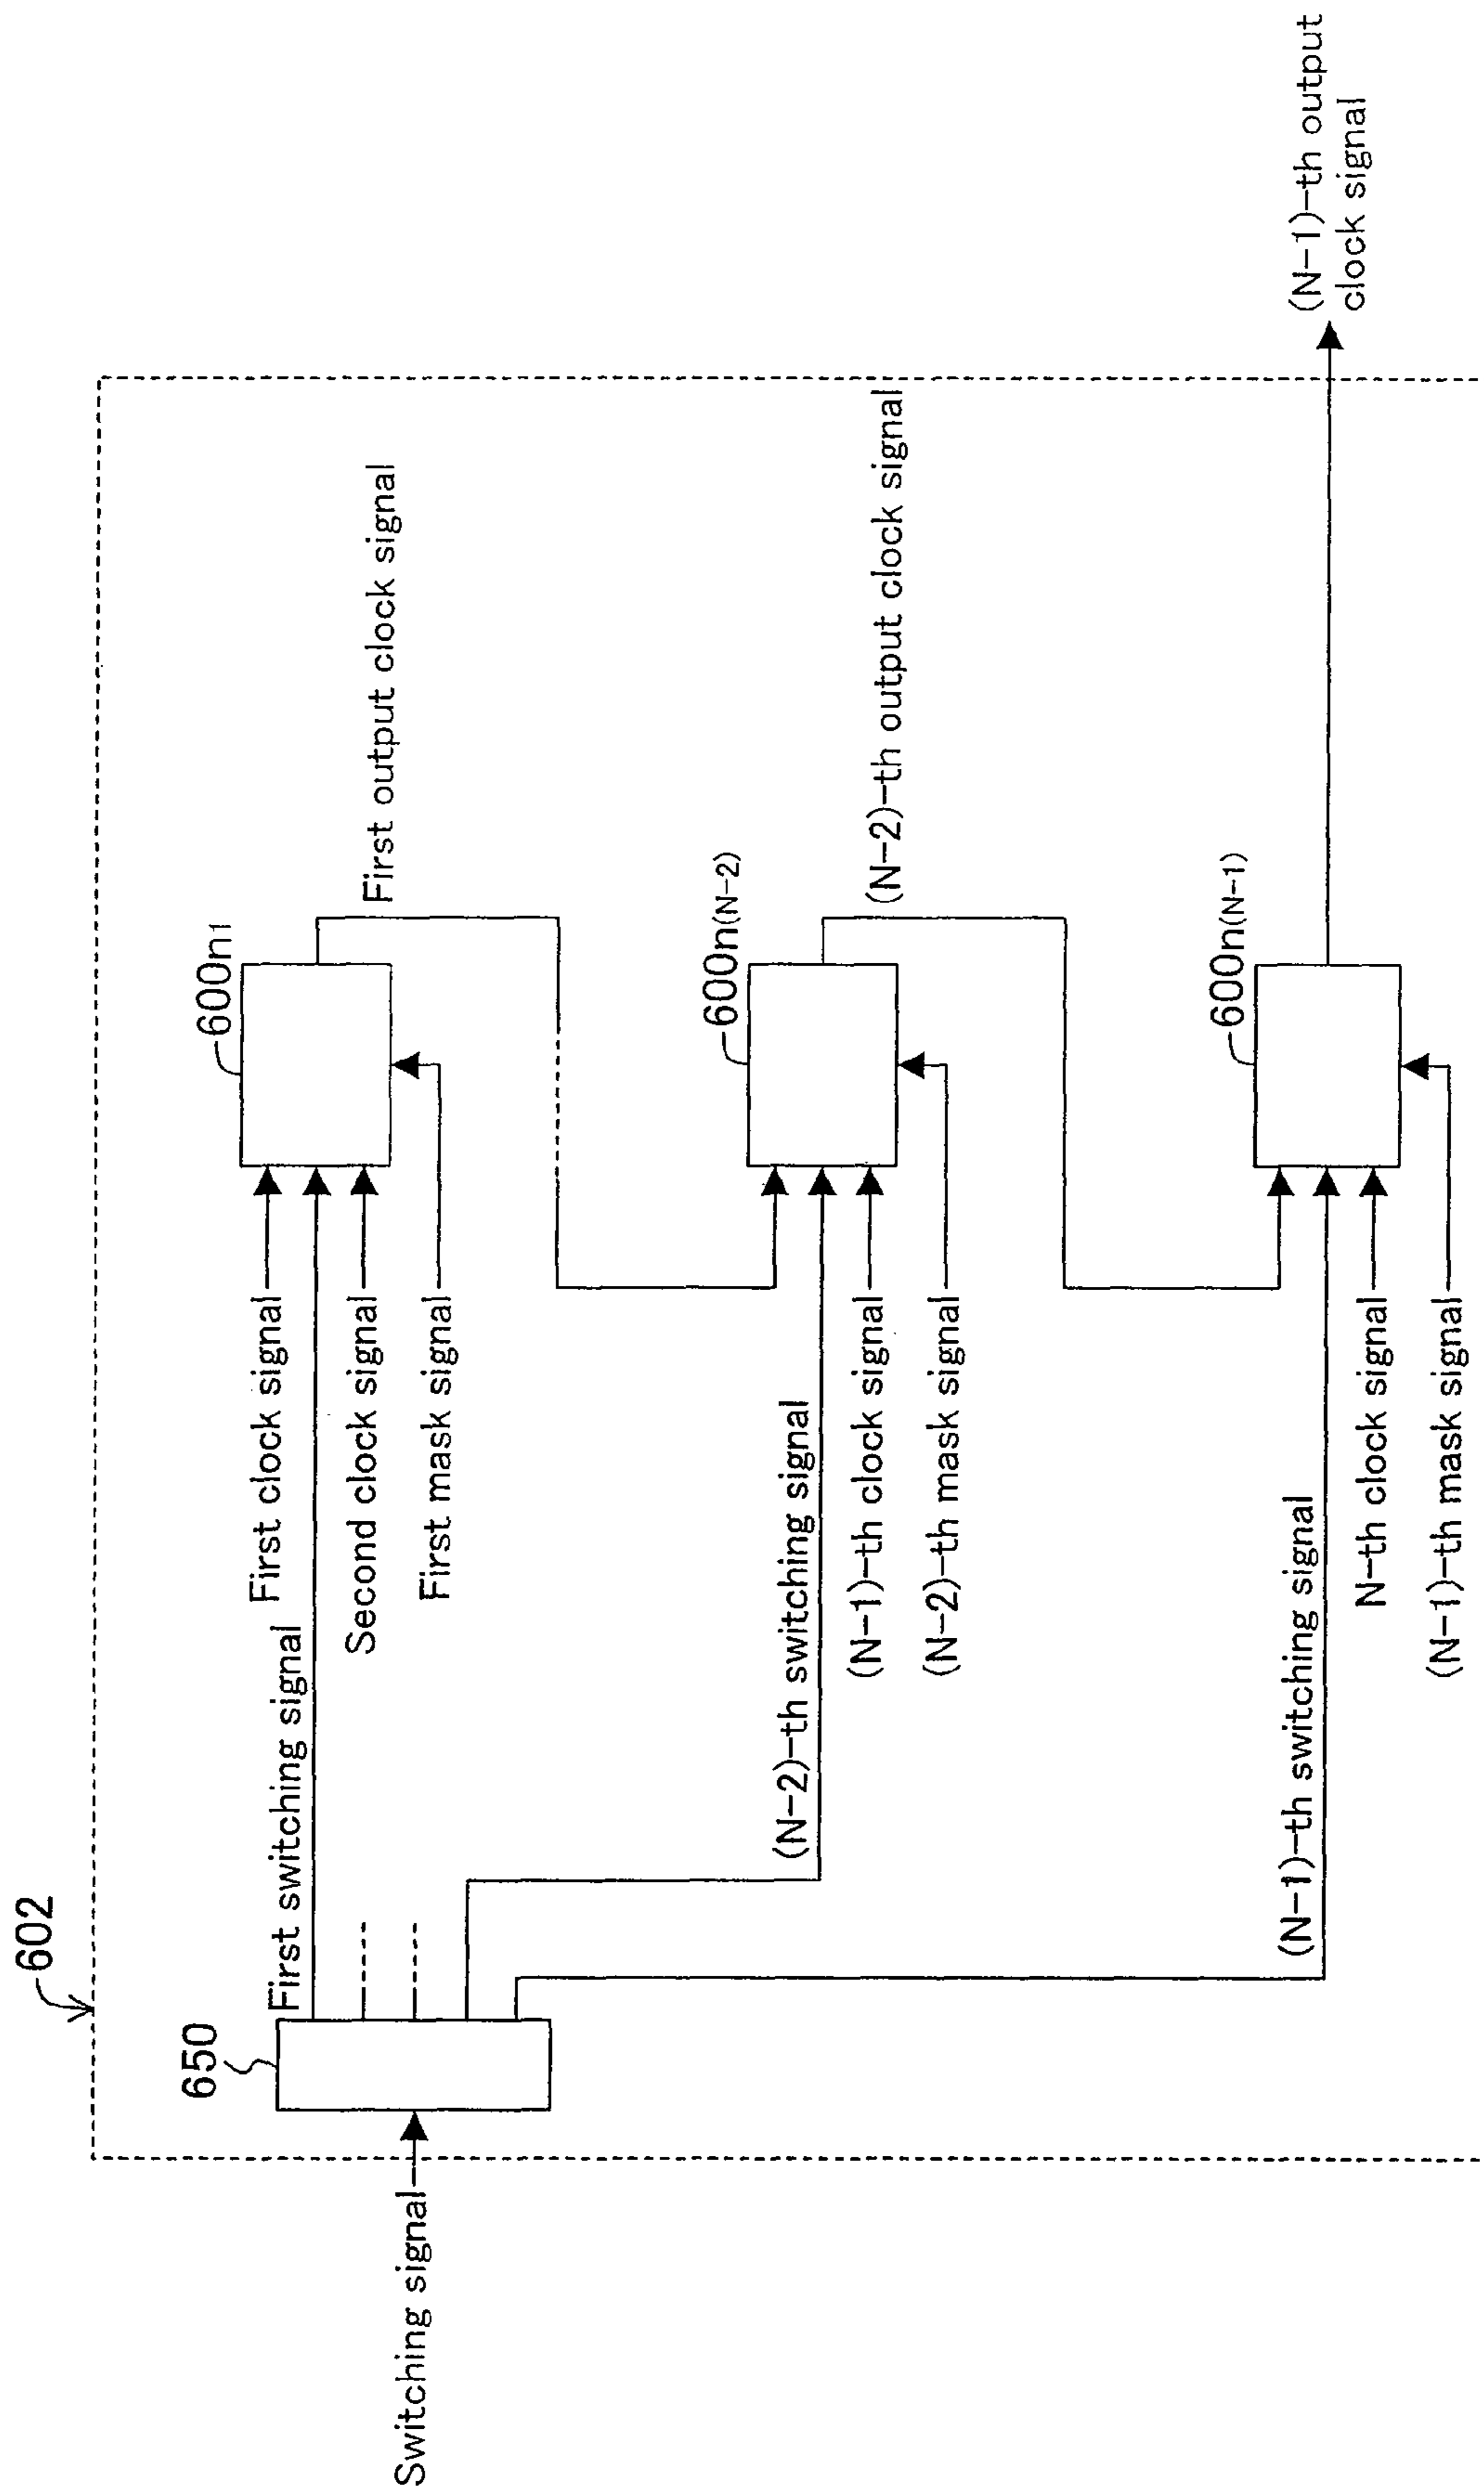 602
650
Switching signal
First switching signal
First clock signal
Second clock signal
First mask signal
600n1
First output clock signal
(N-2)-th switching signal
(N-1)-th clock signal
(N-2)-th mask signal
600n(N-2)
(N-2)-th output clock signal
(N-1)-th switching signal
N-th clock signal
(N-1)-th mask signal
600n(N-1)
(N-1)-th output
clock signal